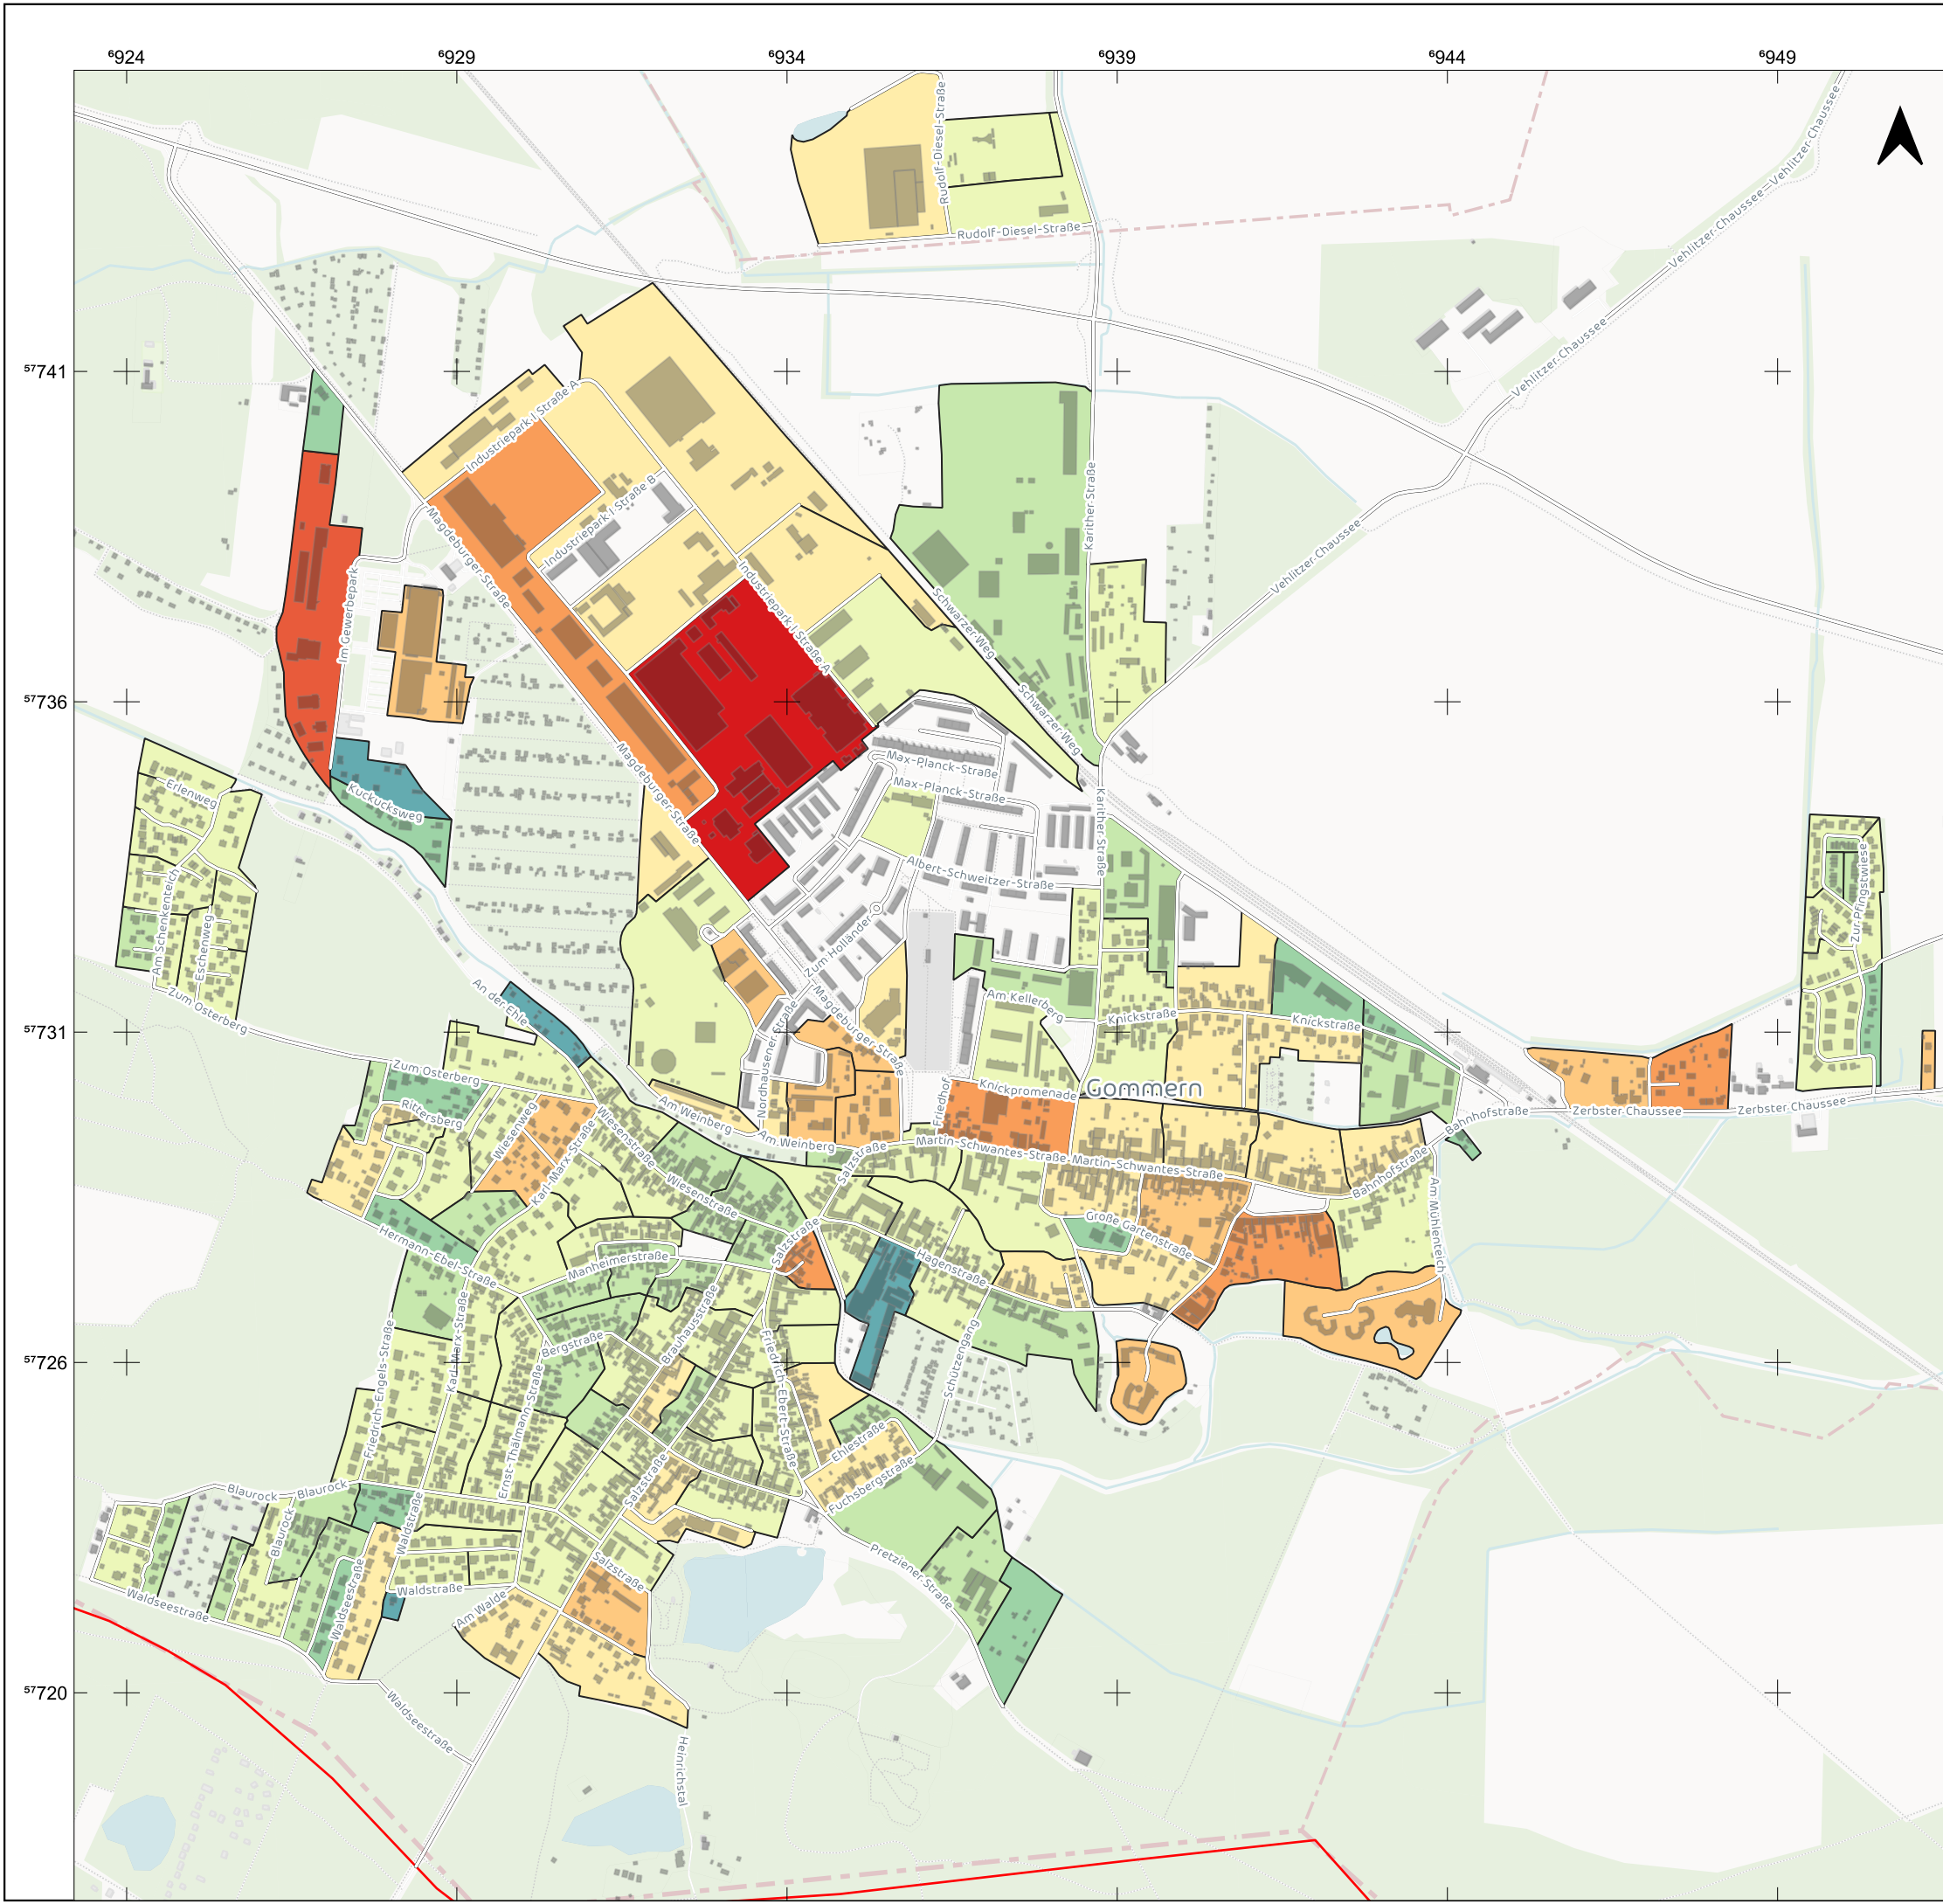 ⁶924 ⁶929 ⁶934 ⁶939 ⁶944 ⁶949
Rudolf-Diesel-Straße
Vehlitzer-Chaussee
Vehlitzer-Chaussee
Rudolf-Diesel-Straße
Vehlitzer-Chaussee
⁵⁷741
Industriepark I Straße A
Industriepark I Straße B
Karither-Straße
Magdeburger-Straße
Vehlitzer-Chaussee
Im Gewerbepark
Industriepark I Straße A
Schwarzer-Weg
⁵⁷736
Schwarzer-Weg
Magdeburger-Straße
Max-Planck-Straße
Max-Planck-Straße
Erlenweg
Kuckucksweg
Karither-Straße
Albert-Schweitzer-Straße
Am Schenkenteich
Eschenweg
Zur-Pfingstwiese
Zum Holländer
An der Ehle
Zum Osterberg
Magdeburger-Straße
Am Kellerberg
Knickstraße
Knickstraße
⁵⁷731
Nordhausener-Straße
Zum Osterberg
Rittersberg
Wiesenweg
Am Weinberg
Friedhof
Knickpromenade
Gommern
Bahnhofstraße
Zerbster Chaussee
Zerbster Chaussee
Wiesenstraße
Karl-Marx-Straße
Am Weinberg
Salzstraße
Martin-Schwantes-Straße
Martin-Schwantes-Straße
Bahnhofstraße
Am Mühlenteich
Wiesenstraße
Hermann-Ebel-Straße
Salzstraße
Große Gartenstraße
Manheimerstraße
Hagenstraße
⁵⁷726
Friedrich-Engels-Straße
Karl-Marx-Straße
Ernst-Thälmann-Straße
Bergstraße
Brauhausstraße
Friedrich-Ebert-Straße
Schützengang
Ehlestraße
Fuchsbergstraße
Salzstraße
Blaurock
Blaurock
Blaurock
Waldstraße
Pretziener-Straße
Salzstraße
Waldstraße
Am Walde
Waldseestraße
Waldseestraße
⁵⁷720
Waldseestraße
Heinrichstal